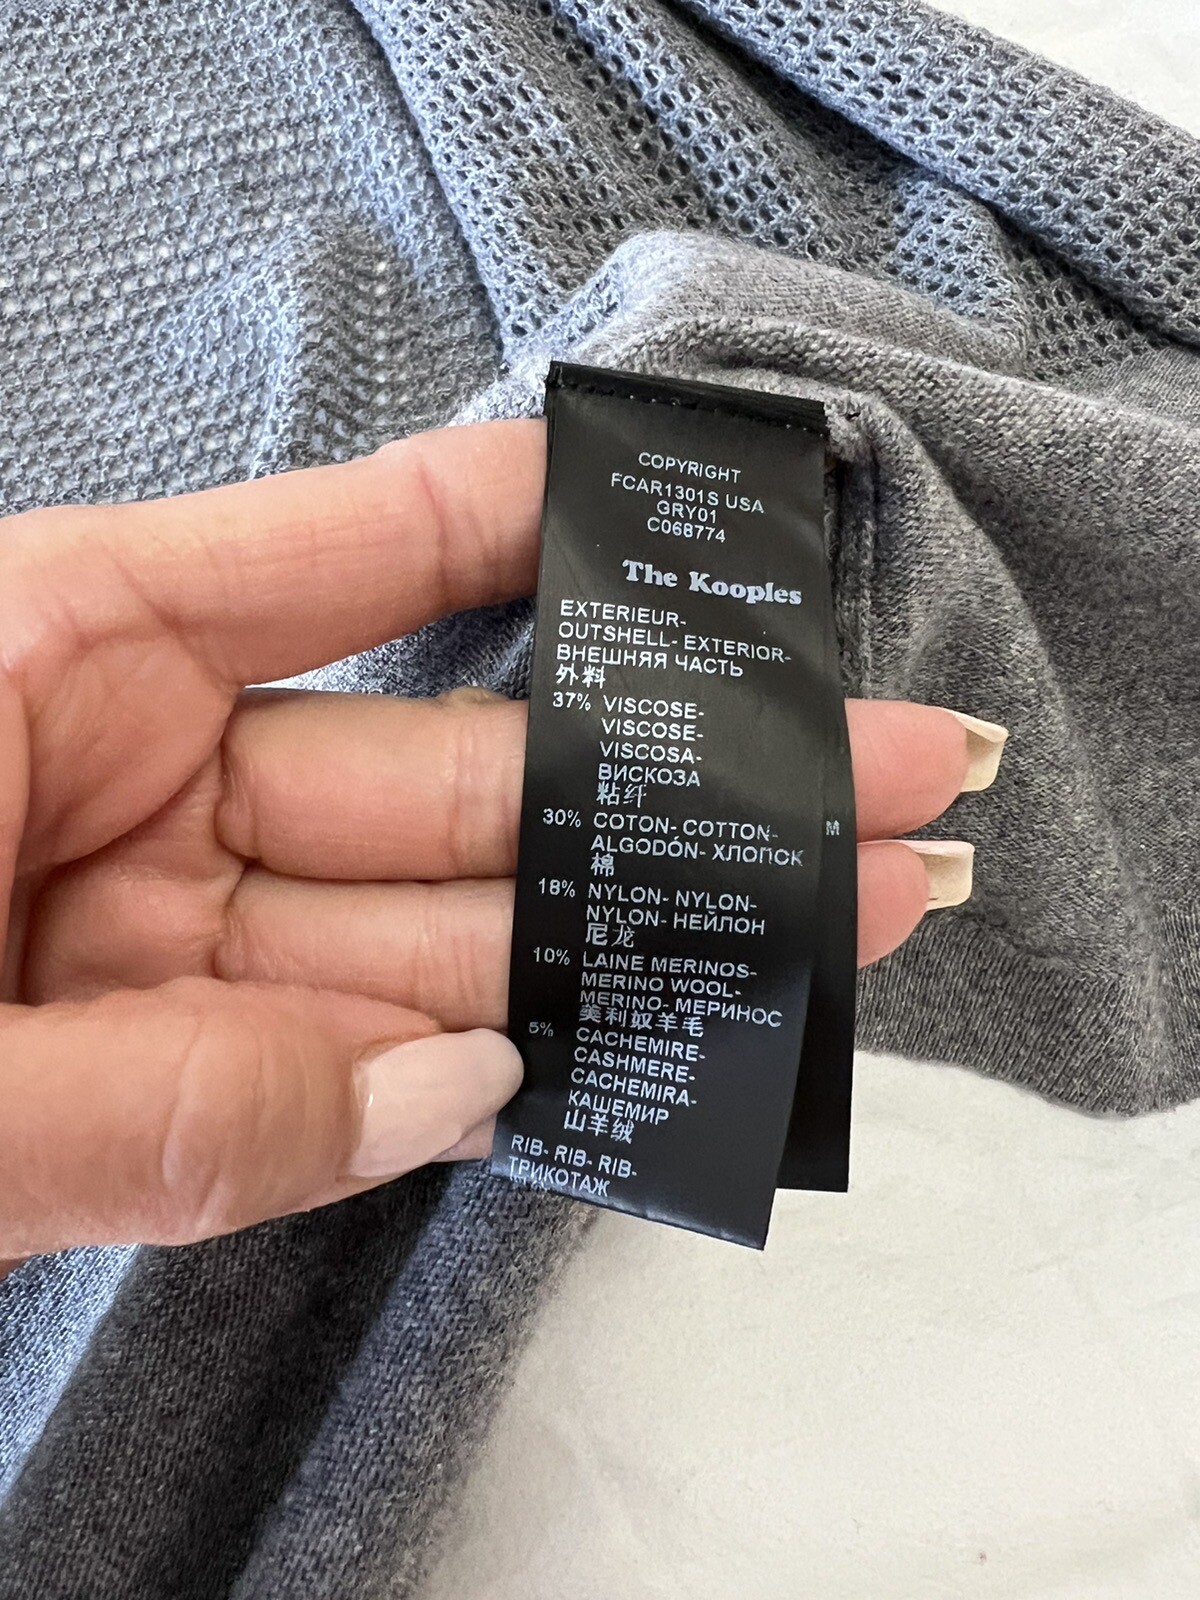 COPYRIGHT
FCAR1301S USA
GRY01
C068774
The Kooples
EXTERIEUR-
OUTSHELL- EXTERIOR-
ВНЕШНЯЯ ЧАСТЬ
外料
37% VISCOSE-
VISCOSE-
VISCOSA-
ВИСКОЗА
粘纤
30% COTON- COTTON-
ALGODÓN- ХЛОПОК
棉
18% NYLON- NYLON-
NYLON- НЕЙЛОН
尼龙
10% LAINE MERINOS-
MERINO WOOL-
MERINO- МЕРИНОС
美利奴羊毛
5% CACHEMIRE-
CASHMERE-
CACHEMIRA-
КАШЕМИР
山羊绒
RIB- RIB- RIB-
ТРИКОТАЖ
M